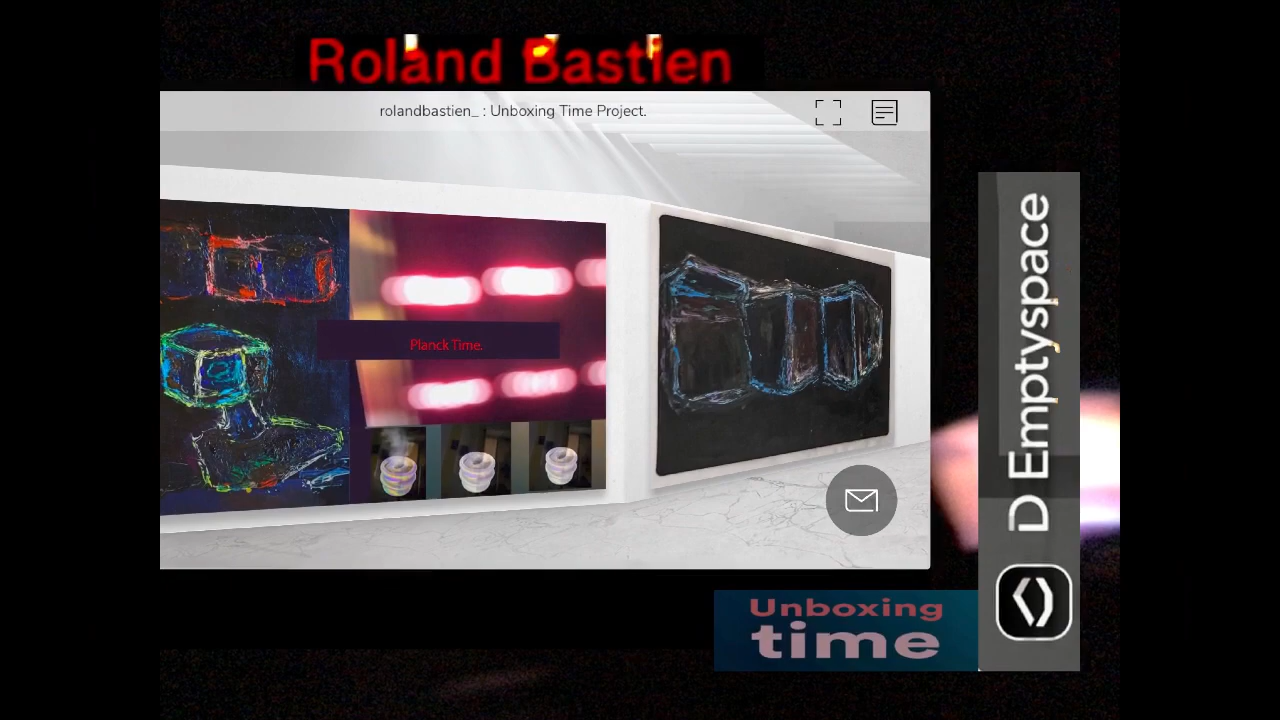 Roland Bastien
rolandbastien_ : Unboxing Time Project.
Planck Time.
D Emptyspace
Unboxing
time